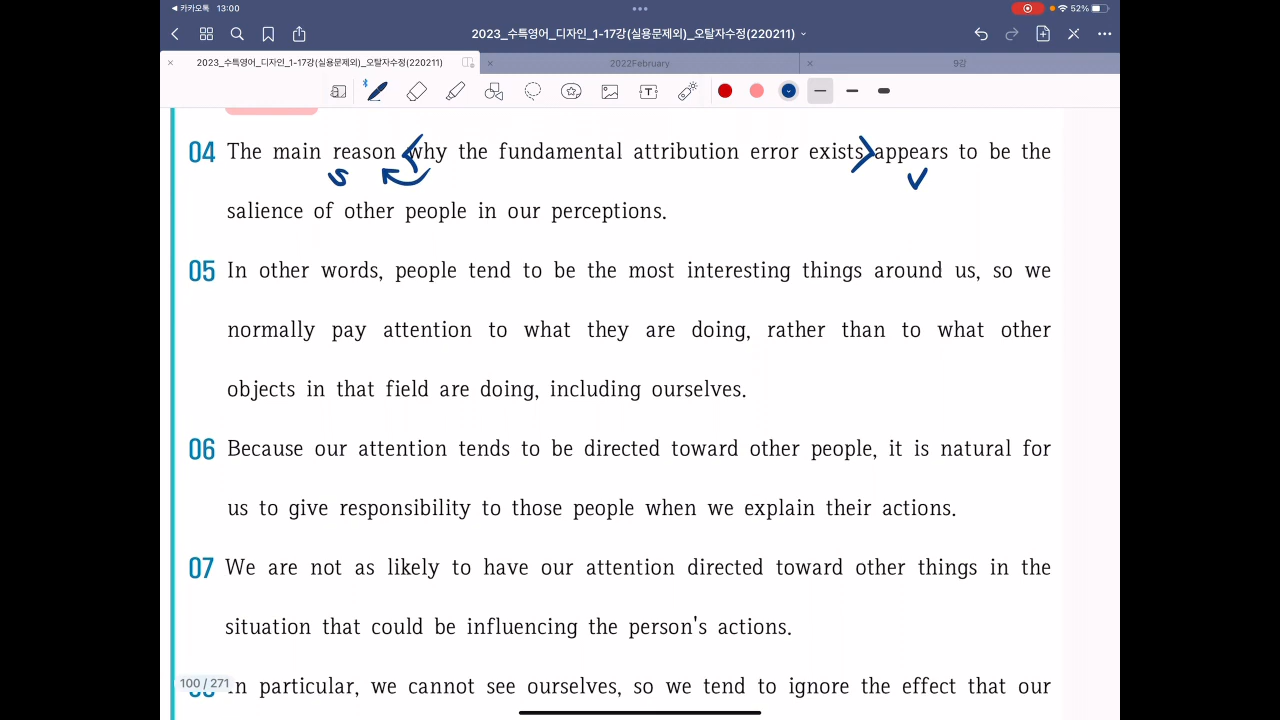 카카오톡 13:00
52%
2023_수특영어_디자인_1-17강(실용문제외)_오탈자수정(220211)
2023_수특영어_디자인_1-17강(실용문제외)_오탈자수정(220211)
2022February
9강
04 The main reason why the fundamental attribution error exists appears to be the
S V
salience of other people in our perceptions.
05 In other words, people tend to be the most interesting things around us, so we
normally pay attention to what they are doing, rather than to what other
objects in that field are doing, including ourselves.
06 Because our attention tends to be directed toward other people, it is natural for
us to give responsibility to those people when we explain their actions.
07 We are not as likely to have our attention directed toward other things in the
situation that could be influencing the person's actions.
100 / 271
In particular, we cannot see ourselves, so we tend to ignore the effect that our